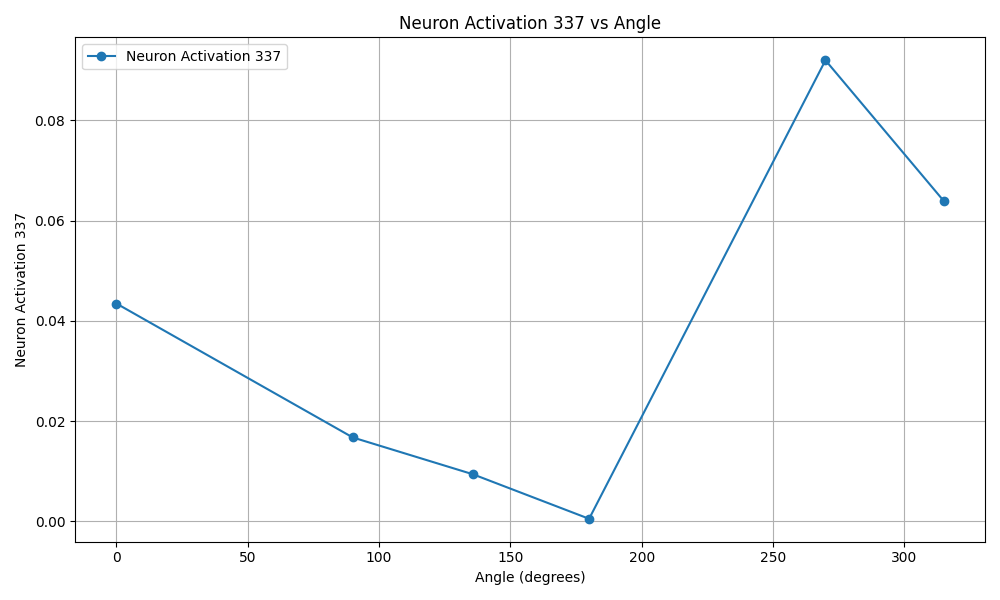 Neuron Activation 337 vs Angle
Neuron Activation 337
0.08
0.06
0.04
0.02
0.00
Neuron Activation 337
0 50 100 150 200 250 300
Angle (degrees)